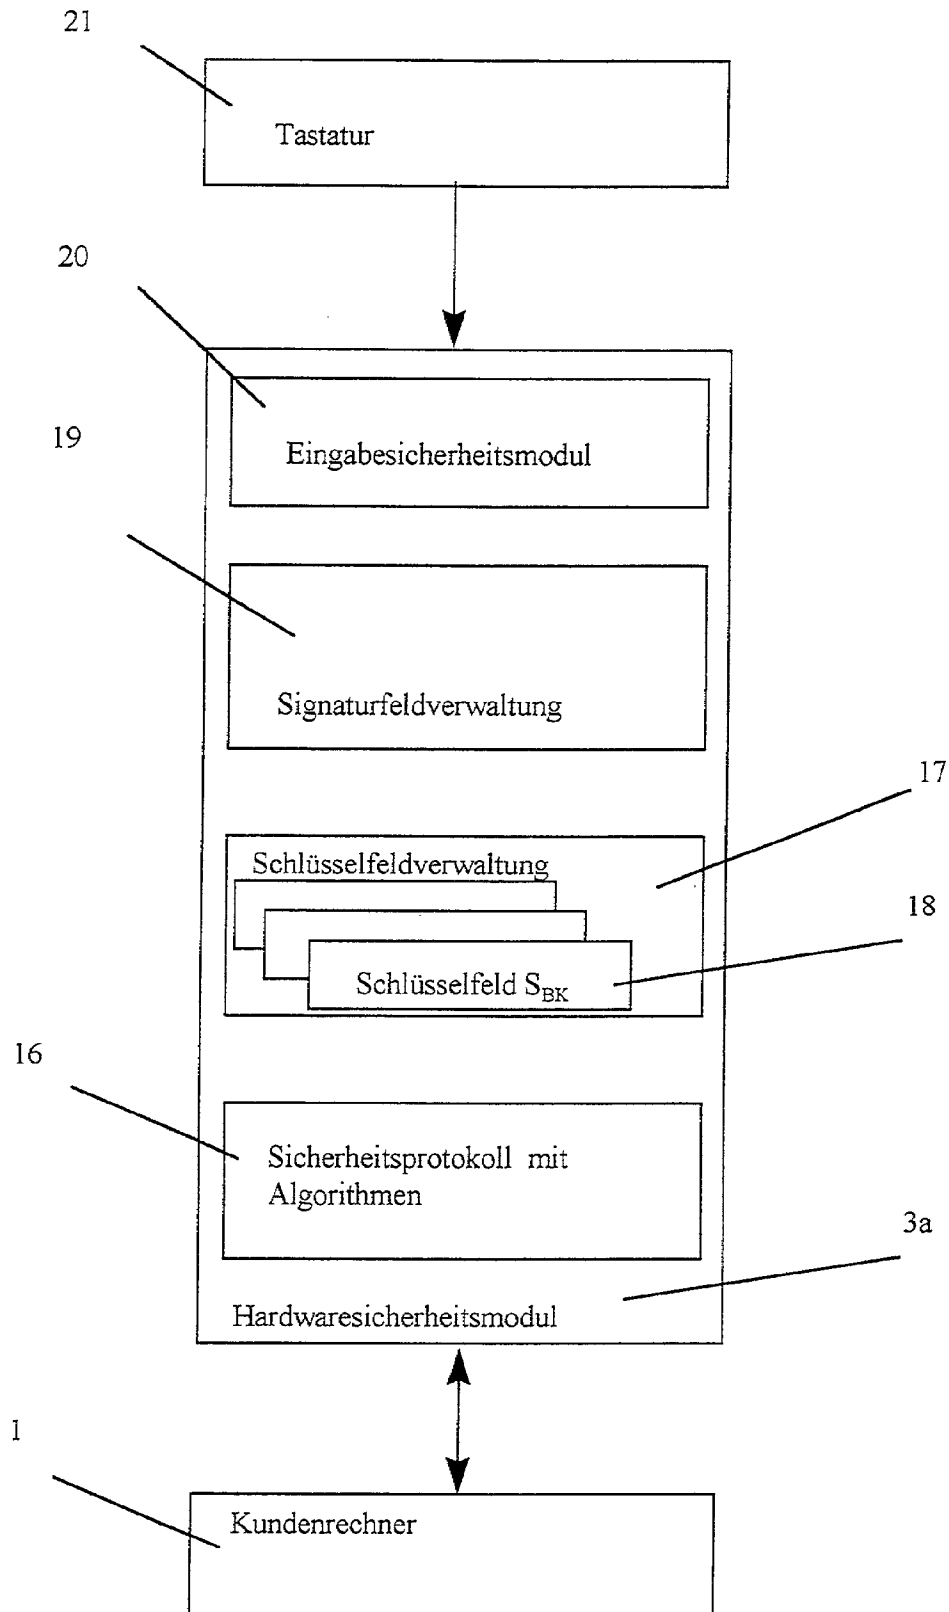 21
Tastatur
20
Eingabesicherheitsmodul
19
Signaturfeldverwaltung
17
Schlüsselfeldverwaltung
18
Schlüsselfeld S_BK
16
Sicherheitsprotokoll mit
Algorithmen
3a
Hardwaresicherheitsmodul
1
Kundenrechner